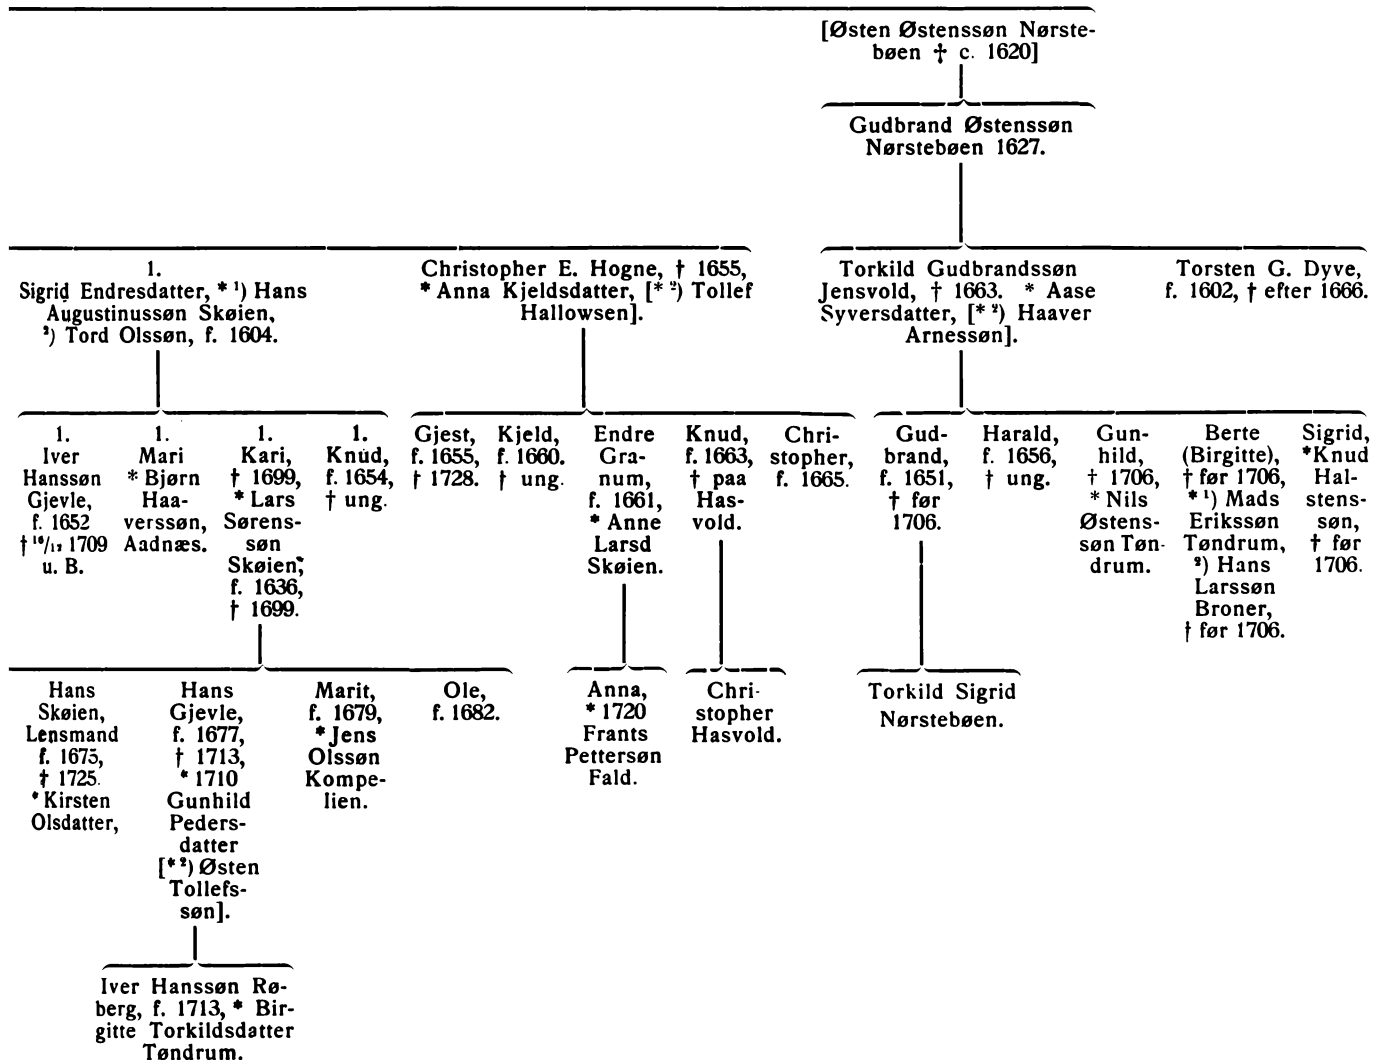 [Østen Østenssøn Nørste-
bøen † c. 1620]
Gudbrand Østenssøn
Nørstebøen 1627.
1.
Sigrid Endresdatter, * ¹) Hans
Augustinussøn Skøien,
²) Tord Olssøn, f. 1604.
Christopher E. Hogne, † 1655,
* Anna Kjeldsdatter, [* ²) Tollef
Hallowsen].
Torkild Gudbrandssøn
Jensvold, † 1663. * Aase
Syversdatter, [* ²) Haaver
Arnessøn].
Torsten G. Dyve,
f. 1602, † efter 1666.
1.
Iver
Hanssøn
Gjevle,
f. 1652
† 1709
u. B.
1.
Mari
* Bjørn
Haa-
verssøn,
Aadnæs.
1.
Kari,
† 1699,
* Lars
Sørens-
søn
Skøien,
f. 1636,
† 1699.
1.
Knud,
f. 1654,
† ung.
Gjest,
f. 1655,
† 1728.
Kjeld,
f. 1660.
† ung.
Endre
Gra-
num,
f. 1661,
* Anne
Larsd
Skøien.
Knud,
f. 1663,
† paa
Has-
vold.
Chri-
stopher,
f. 1665.
Gud-
brand,
f. 1651,
† før
1706.
Harald,
f. 1656,
† ung.
Gun-
hild,
† 1706,
* Nils
Østens-
søn Tøn-
drum.
Berte
(Birgitte),
† før 1706,
* ¹) Mads
Erikssøn
Tøndrum,
²) Hans
Larssøn
Broner,
† før 1706.
Sigrid,
*Knud
Hal-
stens-
søn,
† før
1706.
Hans
Skøien,
Lensmand
f. 1675,
† 1725.
* Kirsten
Olsdatter,
Hans
Gjevle,
f. 1677,
† 1713,
* 1710
Gunhild
Peders-
datter
[* ²) Østen
Tollefs-
søn].
Marit,
f. 1679,
* Jens
Olssøn
Kompe-
lien.
Ole,
f. 1682.
Anna,
* 1720
Frants
Pettersøn
Fald.
Chri-
stopher
Hasvold.
Torkild Sigrid
Nørstebøen.
Iver Hanssøn Rø-
berg, f. 1713, * Bir-
gitte Torkildsdatter
Tøndrum.